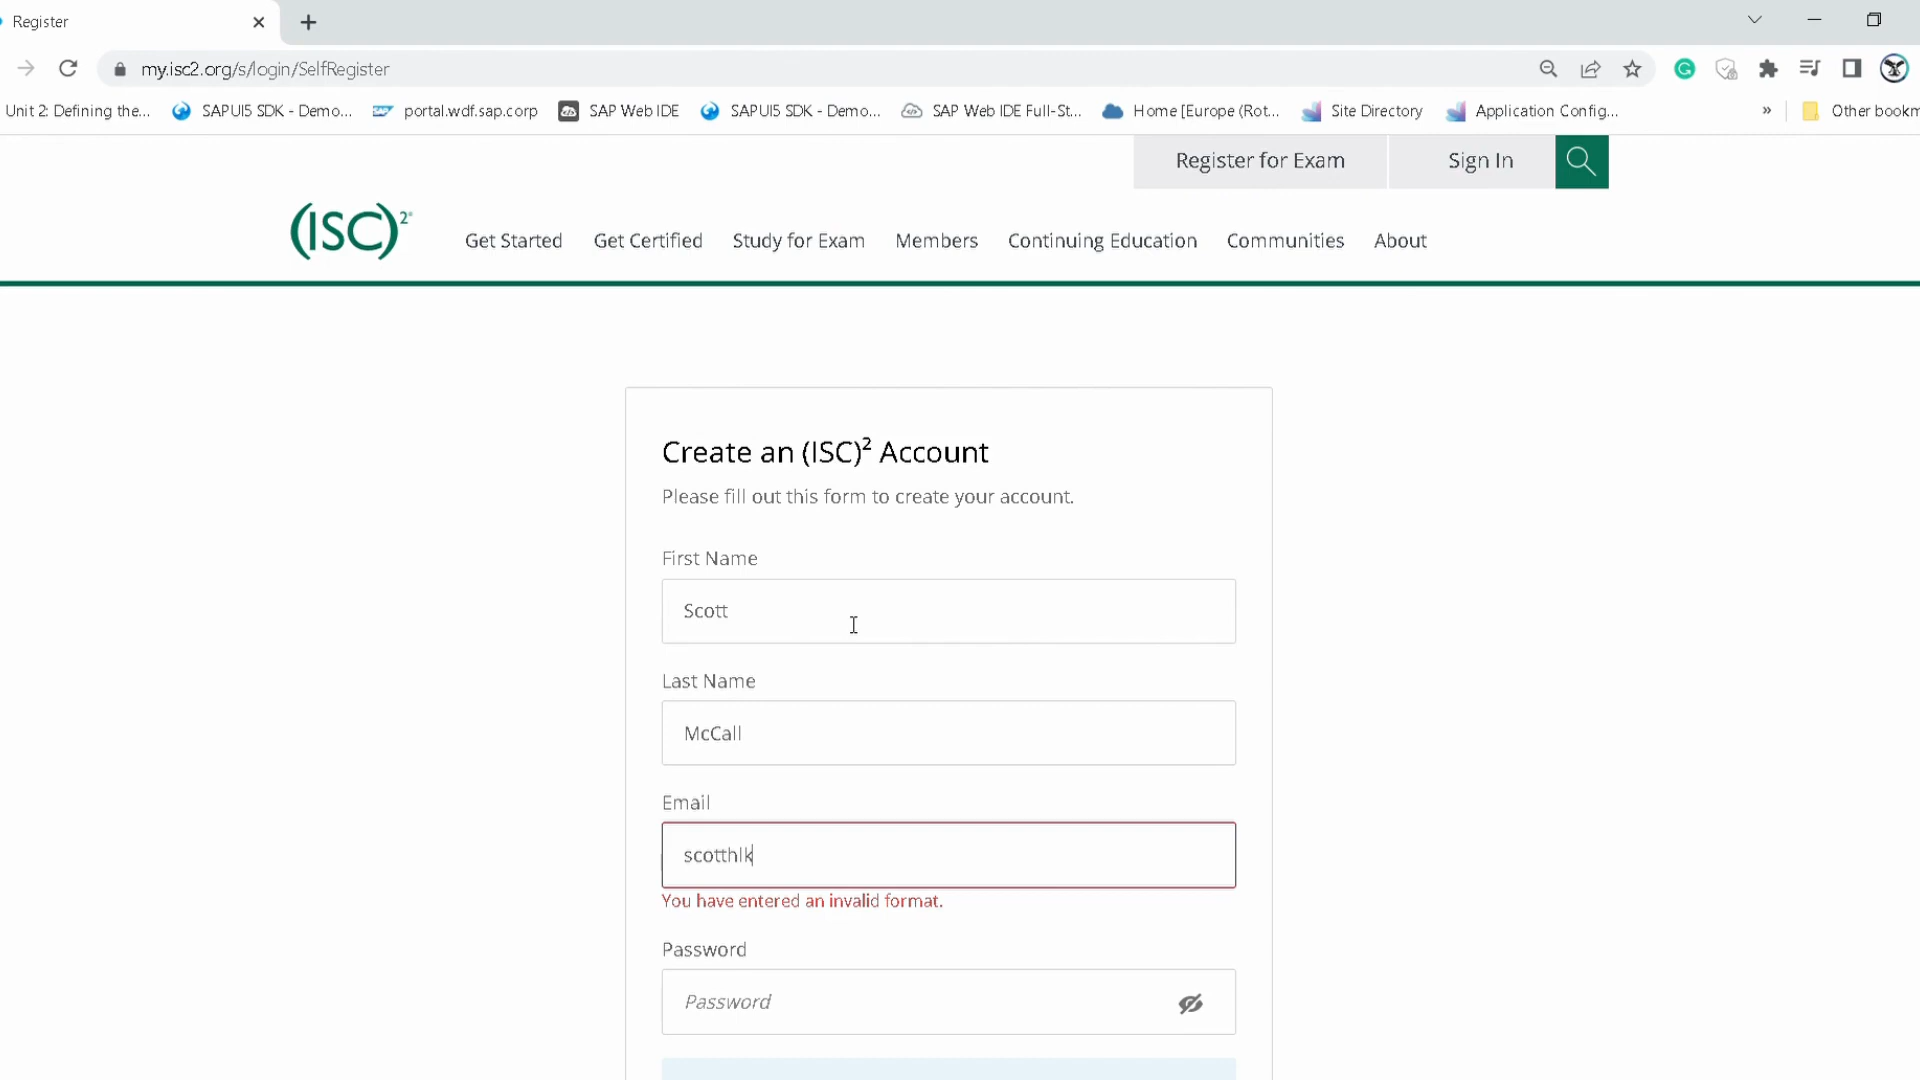 Register
my.isc2.org/s/login/SelfRegister
Unit 2: Defining the... SAPUI5 SDK - Demo... SAP portal.wdf.sap.corp SAP Web IDE SAPUI5 SDK - Demo... SAP Web IDE Full-St... Home [Europe (Rot... Site Directory Application Config... » Other bookm
Register for Exam Sign In
(ISC)²® Get Started Get Certified Study for Exam Members Continuing Education Communities About
Create an (ISC)² Account
Please fill out this form to create your account.
First Name
Scott
Last Name
McCall
Email
scotthlk
You have entered an invalid format.
Password
Password